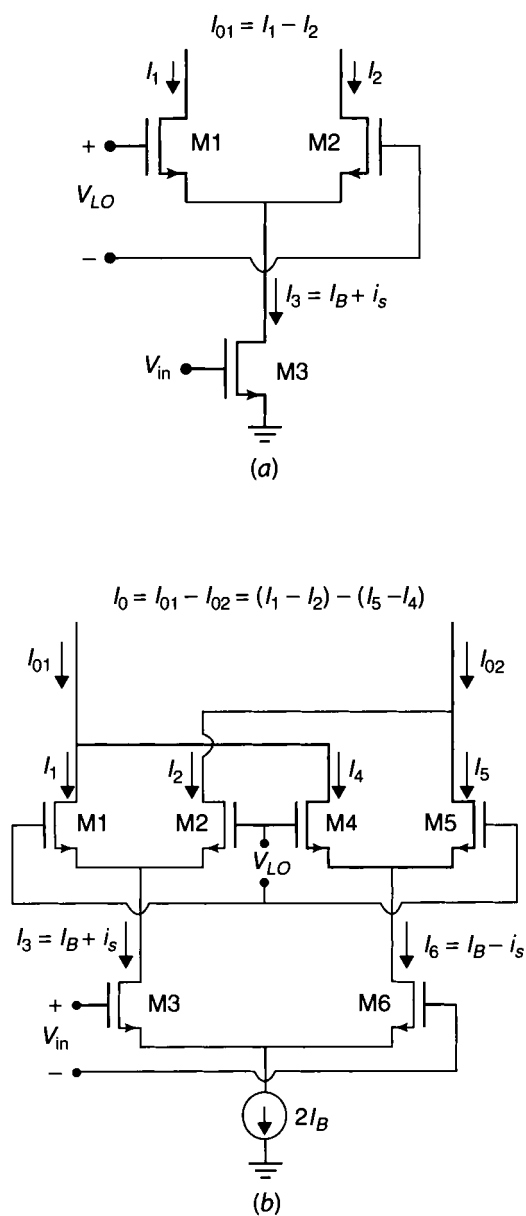 I01 = I1 – I2
I1
I2
M1
M2
+
VLO
–
I3 = IB + is
Vin
M3
(a)
I0 = I01 – I02 = (I1 – I2) – (I5 – I4)
I01
I02
I1
I2
I4
I5
M1
M2
M4
M5
VLO
I3 = IB + is
I6 = IB – is
+
M3
M6
Vin
–
2IB
(b)